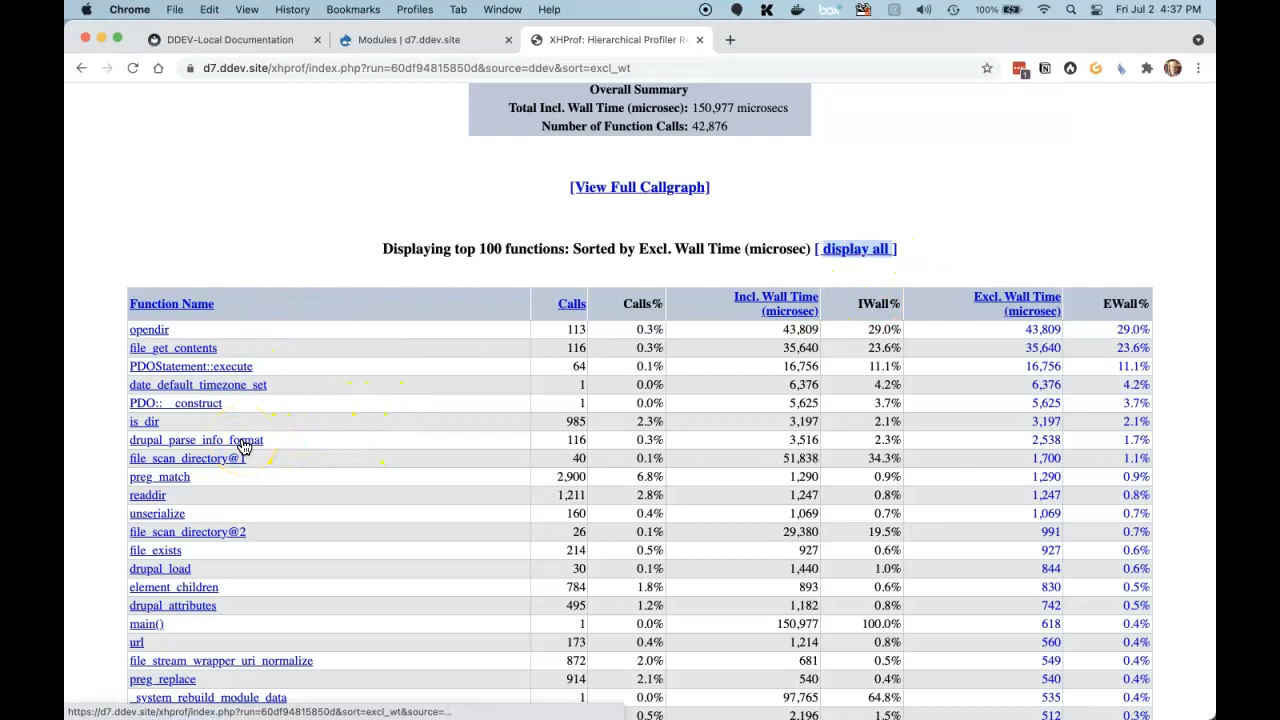 Chrome File Edit View History Bookmarks Profiles Tab Window Help box 100% Fri Jul 2 4:37 PM
DDEV-Local Documentation Modules | d7.ddev.site XHProf: Hierarchical Profiler Re
d7.ddev.site/xhprof/index.php?run=60df94815850d&source=ddev&sort=excl_wt 1
Overall Summary
Total Incl. Wall Time (microsec): 150,977 microsecs
Number of Function Calls: 42,876
[View Full Callgraph]
Displaying top 100 functions: Sorted by Excl. Wall Time (microsec) [ display all ]
Function Name Calls Calls% Incl. Wall Time (microsec) IWall% Excl. Wall Time (microsec) EWall%
opendir 113 0.3% 43,809 29.0% 43,809 29.0%
file_get_contents 116 0.3% 35,640 23.6% 35,640 23.6%
PDOStatement::execute 64 0.1% 16,756 11.1% 16,756 11.1%
date_default_timezone_set 1 0.0% 6,376 4.2% 6,376 4.2%
PDO::__construct 1 0.0% 5,625 3.7% 5,625 3.7%
is_dir 985 2.3% 3,197 2.1% 3,197 2.1%
drupal_parse_info_format 116 0.3% 3,516 2.3% 2,538 1.7%
file_scan_directory@1 40 0.1% 51,838 34.3% 1,700 1.1%
preg_match 2,900 6.8% 1,290 0.9% 1,290 0.9%
readdir 1,211 2.8% 1,247 0.8% 1,247 0.8%
unserialize 160 0.4% 1,069 0.7% 1,069 0.7%
file_scan_directory@2 26 0.1% 29,380 19.5% 991 0.7%
file_exists 214 0.5% 927 0.6% 927 0.6%
drupal_load 30 0.1% 1,440 1.0% 844 0.6%
element_children 784 1.8% 893 0.6% 830 0.5%
drupal_attributes 495 1.2% 1,182 0.8% 742 0.5%
main() 1 0.0% 150,977 100.0% 618 0.4%
url 173 0.4% 1,214 0.8% 560 0.4%
file_stream_wrapper_uri_normalize 872 2.0% 681 0.5% 549 0.4%
preg_replace 914 2.1% 540 0.4% 540 0.4%
_system_rebuild_module_data 1 0.0% 97,765 64.8% 535 0.4%
https://d7.ddev.site/xhprof/index.php?run=60df94815850d&sort=excl_wt&source=... 0.5% 2,196 1.5% 512 0.3%